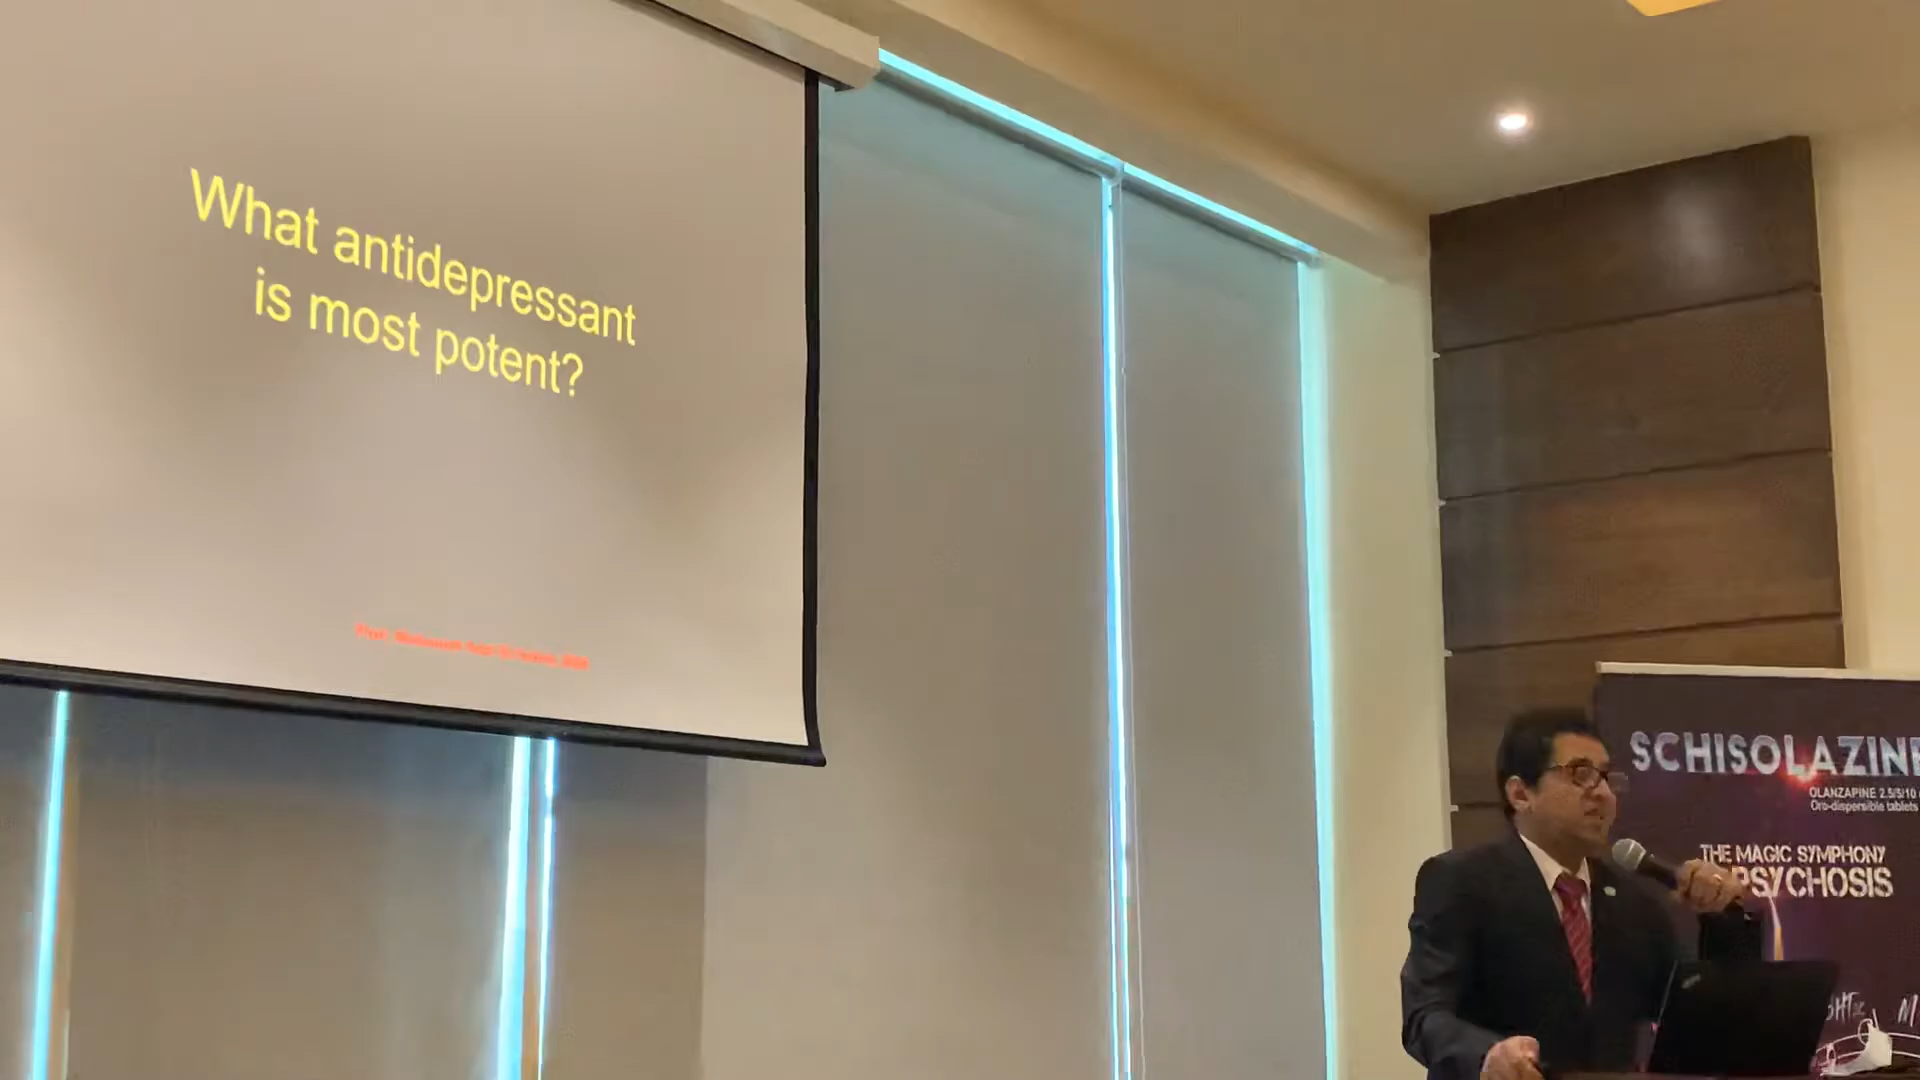 What antidepressant
is most potent?
SCHISOLAZINE
OLANZAPINE 2.5/5/10
Oro-dispersible tablets
THE MAGIC SYMPHONY
PSYCHOSIS